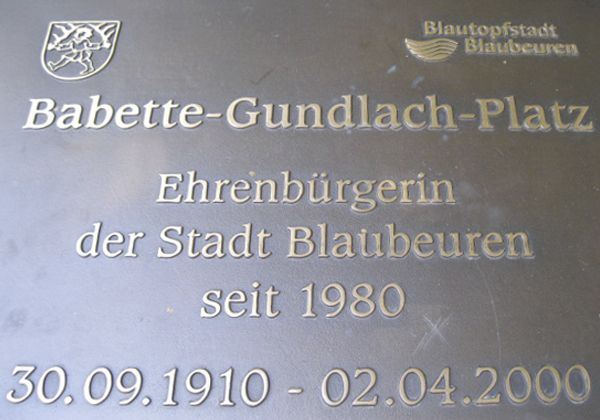 Blautopfstadt
Blaubeuren
Babette-Gundlach-Platz
Ehrenbürgerin
der Stadt Blaubeuren
seit 1980
30.09.1910 - 02.04.2000